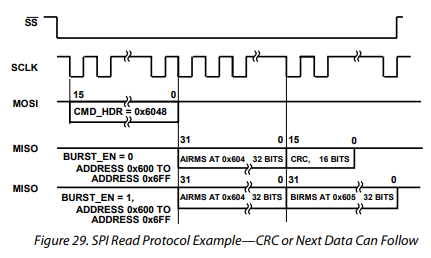 SS
SCLK
MOSI
15 0
CMD_HDR = 0x6048
MISO
31 0 15 0
BURST_EN = 0
ADDRESS 0x600 TO
ADDRESS 0x6FF
AIRMS AT 0x604 32 BITS CRC, 16 BITS
MISO
31 0 31 0
BURST_EN = 1,
ADDRESS 0x600 TO
ADDRESS 0x6FF
AIRMS AT 0x604 32 BITS BIRMS AT 0x605 32 BITS
Figure 29. SPI Read Protocol Example—CRC or Next Data Can Follow